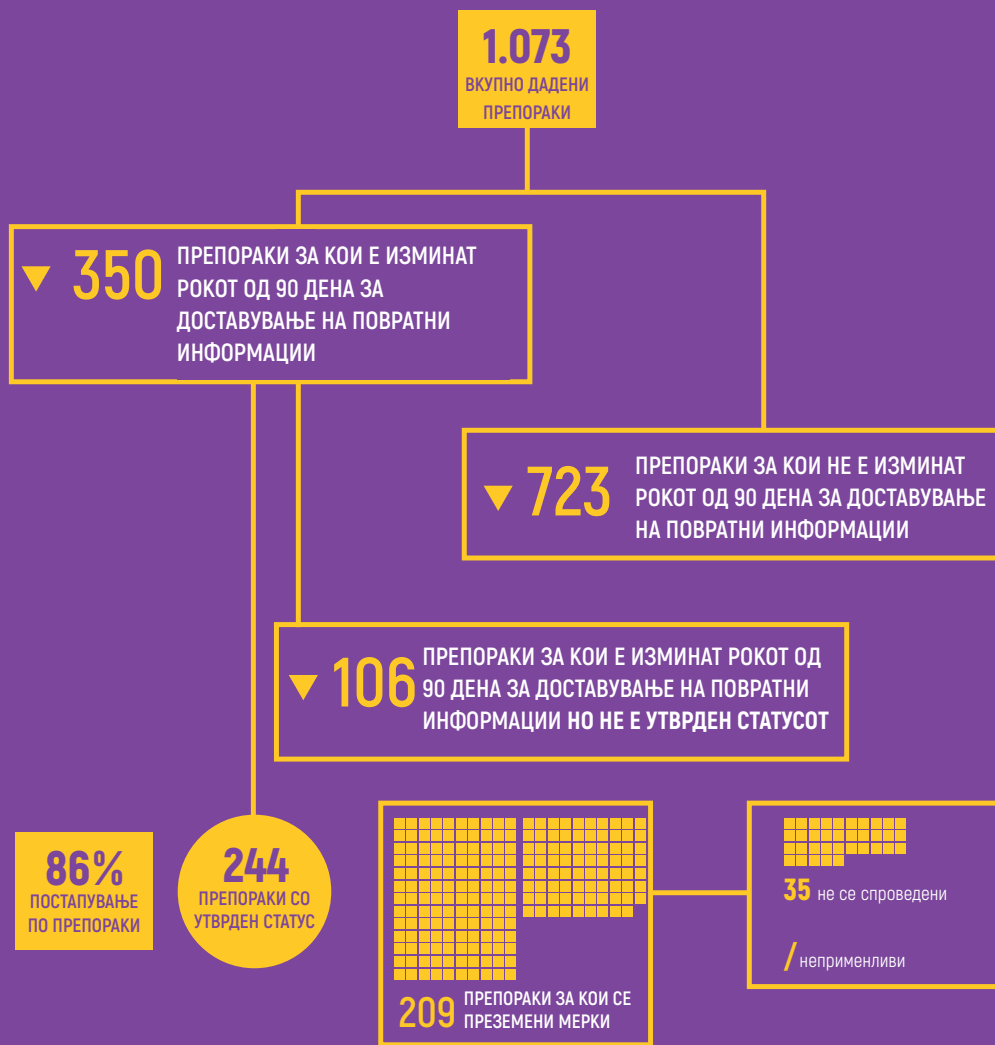 1.073
ВКУПНО ДАДЕНИ
ПРЕПОРАКИ
350
ПРЕПОРАКИ ЗА КОИ Е ИЗМИНАТ
РОКОТ ОД 90 ДЕНА ЗА
ДОСТАВУВАЊЕ НА ПОВРАТНИ
ИНФОРМАЦИИ
723
ПРЕПОРАКИ ЗА КОИ НЕ Е ИЗМИНАТ
РОКОТ ОД 90 ДЕНА ЗА ДОСТАВУВАЊЕ
НА ПОВРАТНИ ИНФОРМАЦИИ
106
ПРЕПОРАКИ ЗА КОИ Е ИЗМИНАТ РОКОТ ОД
90 ДЕНА ЗА ДОСТАВУВАЊЕ НА ПОВРАТНИ
ИНФОРМАЦИИ НО НЕ Е УТВРДЕН СТАТУСОТ
86%
ПОСТАПУВАЊЕ
ПО ПРЕПОРАКИ
244
ПРЕПОРАКИ СО
УТВРДЕН СТАТУС
209
ПРЕПОРАКИ ЗА КОИ СЕ
ПРЕЗЕМЕНИ МЕРКИ
35 не се спроведени
/ неприменливи